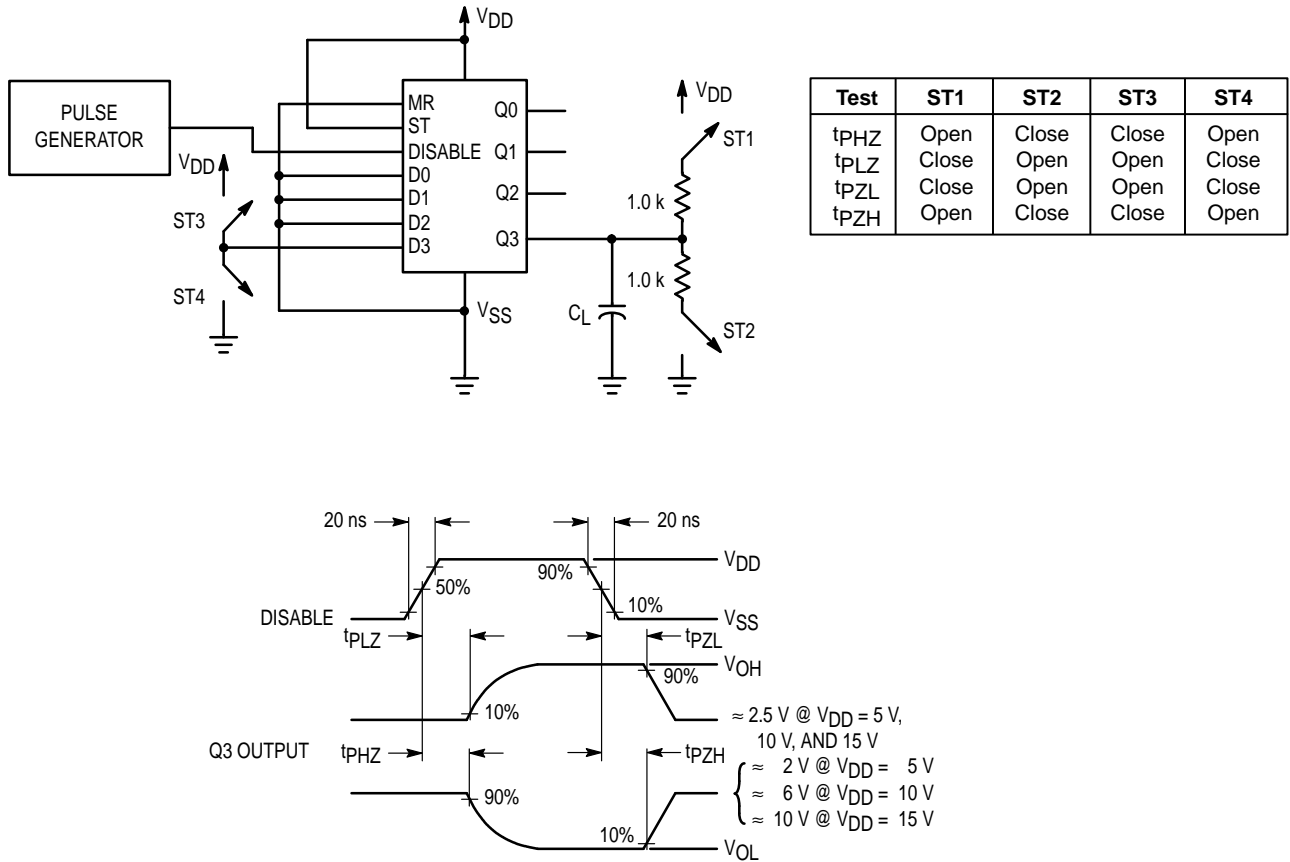 VDD
PULSE
GENERATOR
MR
ST
DISABLE
D0
D1
D2
D3
Q0
Q1
Q2
Q3
VDD
ST3
ST4
VSS
CL
VDD
ST1
1.0 k
1.0 k
ST2
Test ST1 ST2 ST3 ST4
tPHZ Open Close Close Open
tPLZ Close Open Open Close
tPZL Close Open Open Close
tPZH Open Close Close Open
20 ns
20 ns
VDD
90%
50%
10%
DISABLE
VSS
tPLZ
tPZL
VOH
90%
10%
≈ 2.5 V @ VDD = 5 V,
10 V, AND 15 V
Q3 OUTPUT
tPHZ
tPZH
≈ 2 V @ VDD = 5 V
≈ 6 V @ VDD = 10 V
≈ 10 V @ VDD = 15 V
90%
10%
VOL